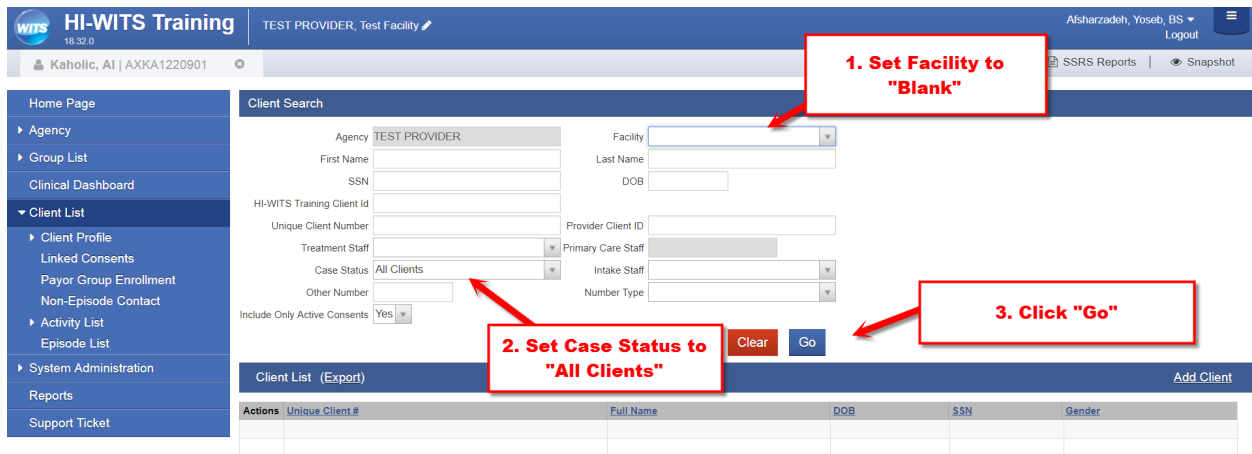 WITS
HI-WITS Training
18.32.0
TEST PROVIDER, Test Facility
Afsharzadeh, Yoseb, BS
Logout
Kaholic, Al | AXKA1220901
SSRS Reports | Snapshot
1. Set Facility to
"Blank"
Home Page
Agency
Group List
Clinical Dashboard
Client List
Client Profile
Linked Consents
Payor Group Enrollment
Non-Episode Contact
Activity List
Episode List
System Administration
Reports
Support Ticket
Client Search
Agency TEST PROVIDER Facility
First Name Last Name
SSN DOB
HI-WITS Training Client Id
Unique Client Number Provider Client ID
Treatment Staff Primary Care Staff
Case Status All Clients Intake Staff
Other Number Number Type
Include Only Active Consents Yes
2. Set Case Status to
"All Clients"
3. Click "Go"
Clear Go
Client List (Export) Add Client
Actions Unique Client # Full Name DOB SSN Gender